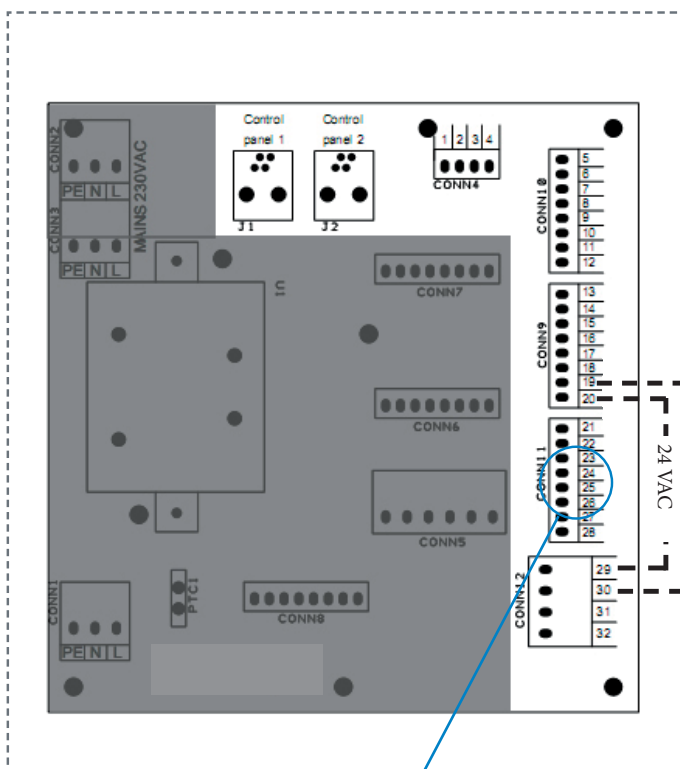 Control panel 1
Control panel 2
J1
J2
1 2 3 4
CONN4
CONN2
PE N L
MAINS 230VAC
CONN3
PE N L
U1
CONN7
CONN6
CONN5
CONN10
5
6
7
8
9
10
11
12
CONN9
13
14
15
16
17
18
19
20
24 VAC
CONN11
21
22
23
24
25
26
27
28
CONN12
29
30
31
32
CONN1
PE N L
PTC1
CONN8